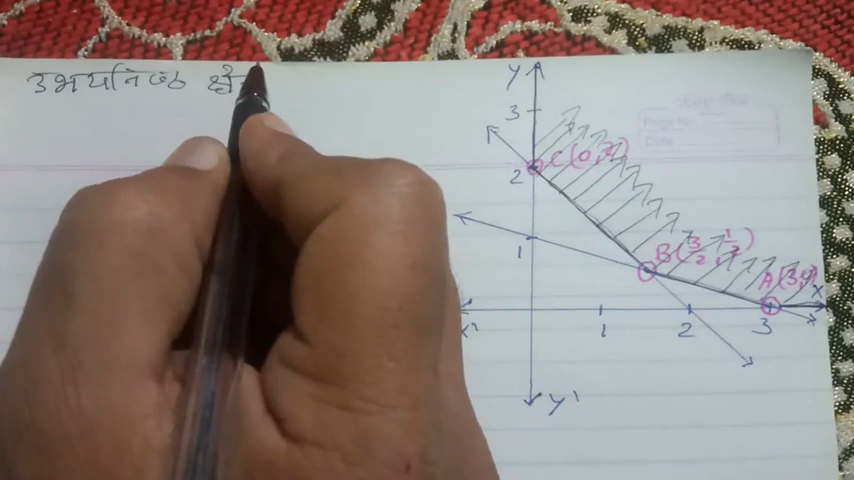 उभयनिष्ठ क्षे
Y
3
C(0,2)
2
B(3/2, 1/2)
1
A(3,0)
X
X'
1
2
3
Y'